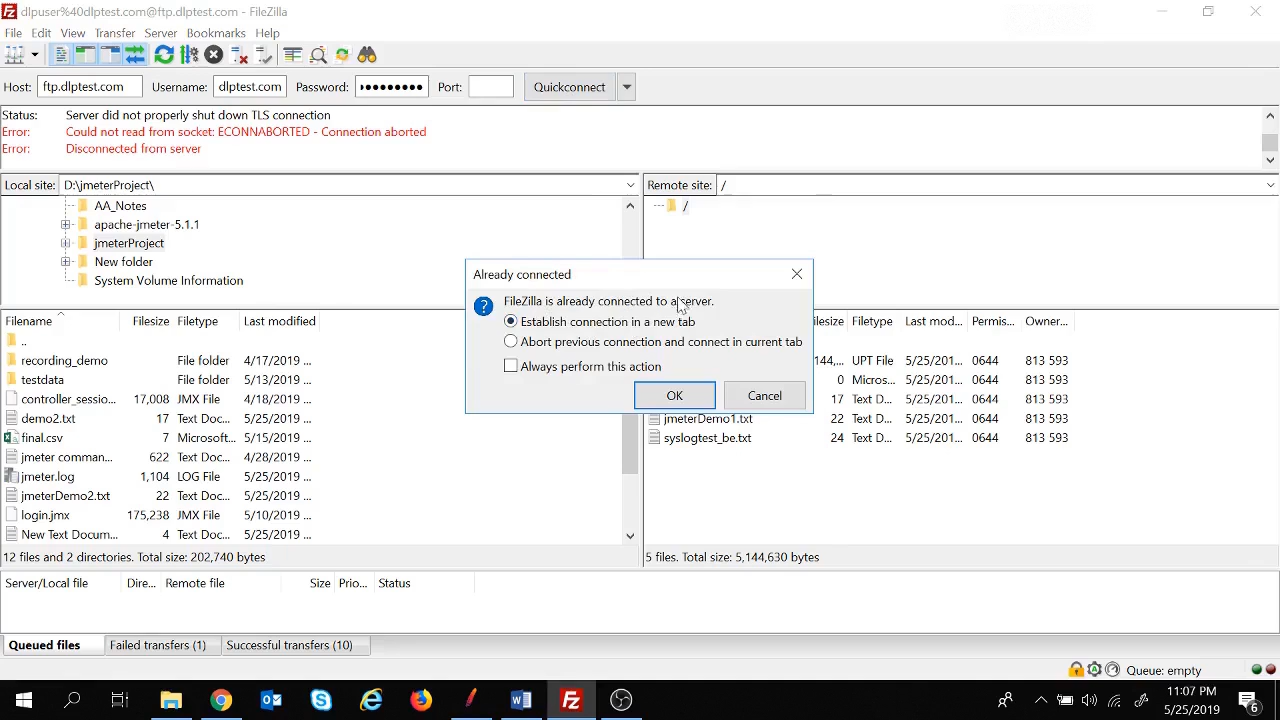 dlpuser%40dlptest.com@ftp.dlptest.com - FileZilla
File Edit View Transfer Server Bookmarks Help
Host: ftp.dlptest.com Username: dlptest.com Password: ●●●●●●●●● Port: Quickconnect
Status: Server did not properly shut down TLS connection
Error: Could not read from socket: ECONNABORTED - Connection aborted
Error: Disconnected from server
Local site: D:\jmeterProject\
AA_Notes
apache-jmeter-5.1.1
jmeterProject
New folder
System Volume Information
Remote site: /
/
Already connected
FileZilla is already connected to a server.
Establish connection in a new tab
Abort previous connection and connect in current tab
Always perform this action
OK Cancel
Filename Filesize Filetype Last modified
..
recording_demo File folder 4/17/2019 ...
testdata File folder 5/13/2019 ...
controller_sessio... 17,008 JMX File 4/18/2019 ...
demo2.txt 17 Text Doc... 5/25/2019 ...
final.csv 7 Microsoft... 5/15/2019 ...
jmeter comman... 622 Text Doc... 4/28/2019 ...
jmeter.log 1,104 LOG File 5/25/2019 ...
jmeterDemo2.txt 22 Text Doc... 5/25/2019 ...
login.jmx 175,238 JMX File 5/10/2019 ...
New Text Docum... 4 Text Doc... 5/25/2019 ...
12 files and 2 directories. Total size: 202,740 bytes
ilesize Filetype Last mod... Permis... Owner...
144,... UPT File 5/25/201... 0644 813 593
0 Micros... 5/25/201... 0644 813 593
17 Text D... 5/25/201... 0644 813 593
jmeterDemo1.txt 22 Text D... 5/25/201... 0644 813 593
syslogtest_be.txt 24 Text D... 5/25/201... 0644 813 593
5 files. Total size: 5,144,630 bytes
Server/Local file Dire... Remote file Size Prio... Status
Queued files Failed transfers (1) Successful transfers (10)
Queue: empty
11:07 PM
5/25/2019
6